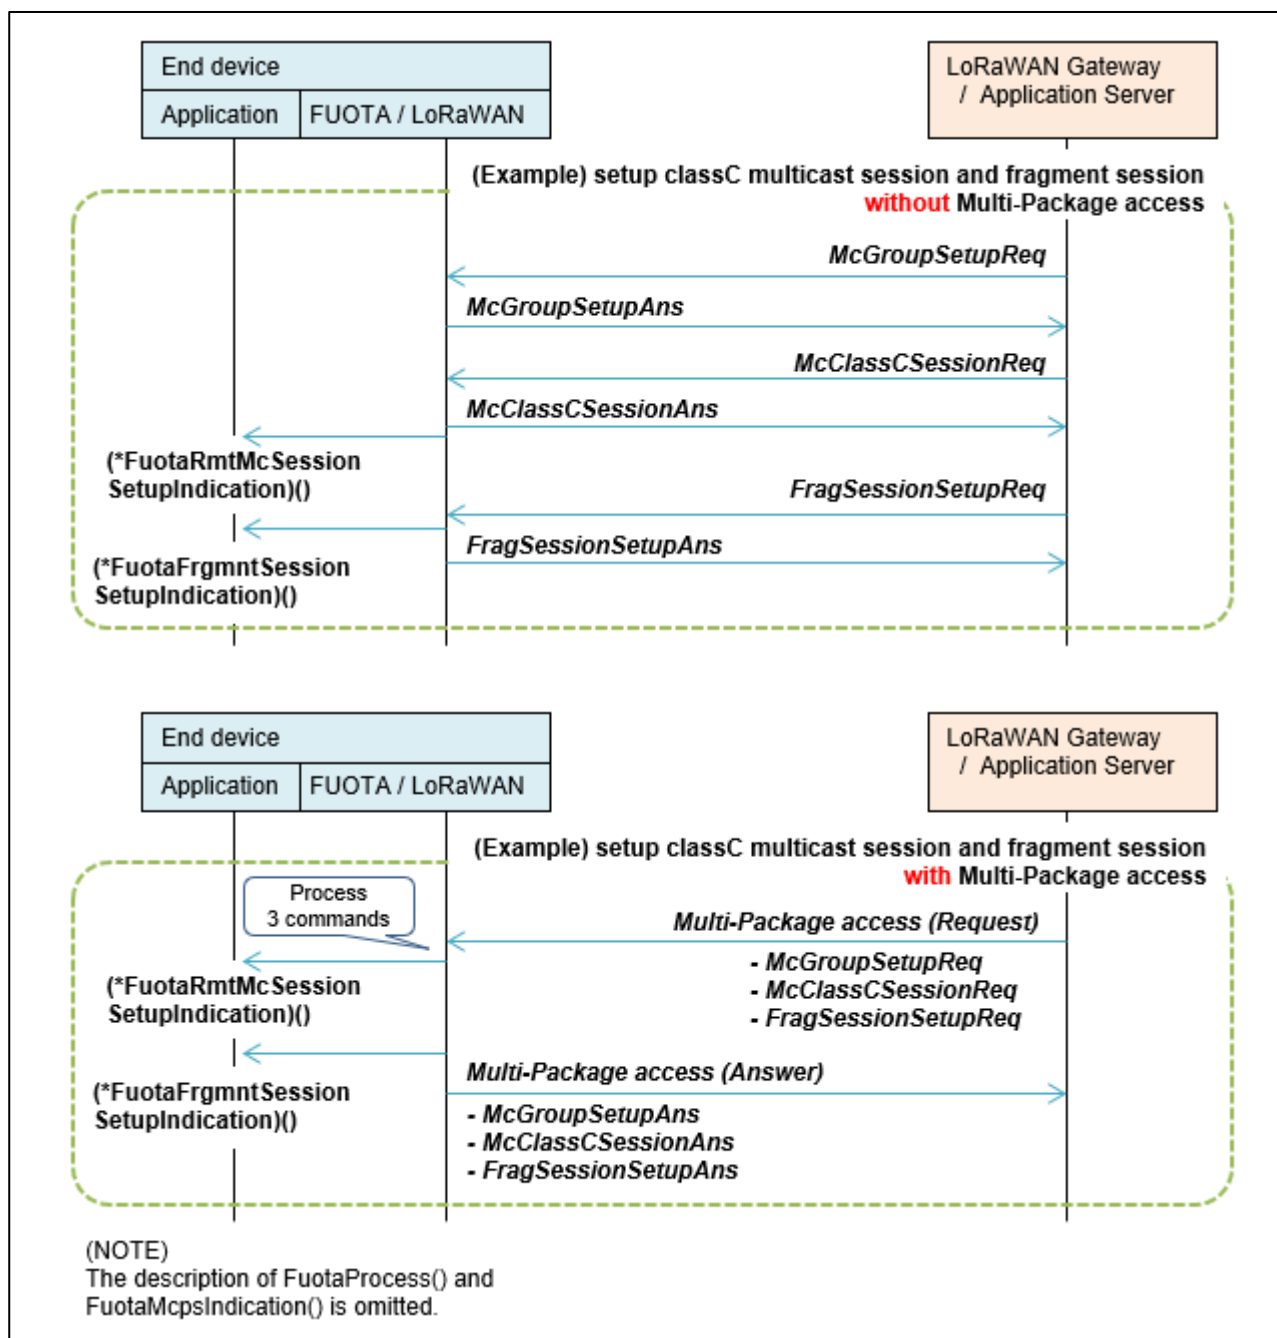 End device
LoRaWAN Gateway
/ Application Server
Application
FUOTA / LoRaWAN
(Example) setup classC multicast session and fragment session
without Multi-Package access
McGroupSetupReq
McGroupSetupAns
McClassCSessionReq
McClassCSessionAns
(*FuotaRmtMcSession
SetupIndication)()
FragSessionSetupReq
FragSessionSetupAns
(*FuotaFrgmntSession
SetupIndication)()
End device
LoRaWAN Gateway
/ Application Server
Application
FUOTA / LoRaWAN
(Example) setup classC multicast session and fragment session
with Multi-Package access
Process
3 commands
Multi-Package access (Request)
- McGroupSetupReq
- McClassCSessionReq
- FragSessionSetupReq
(*FuotaRmtMcSession
SetupIndication)()
Multi-Package access (Answer)
- McGroupSetupAns
- McClassCSessionAns
- FragSessionSetupAns
(*FuotaFrgmntSession
SetupIndication)()
(NOTE)
The description of FuotaProcess() and
FuotaMcpsIndication() is omitted.